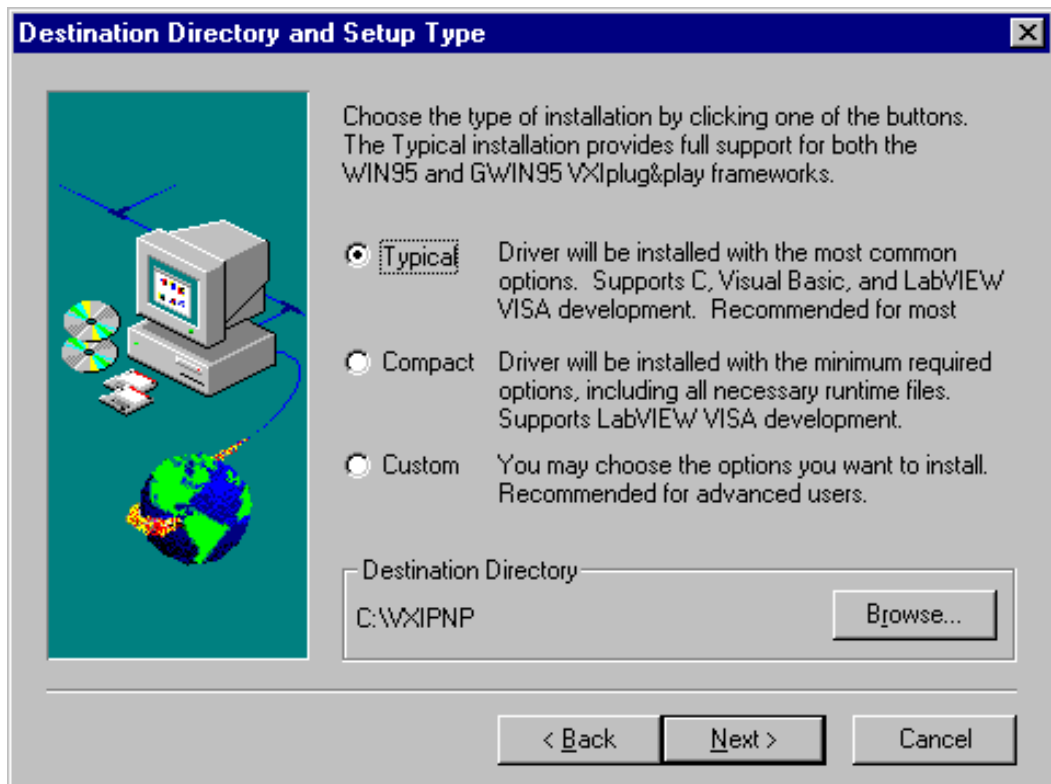 Destination Directory and Setup Type
Choose the type of installation by clicking one of the buttons.
The Typical installation provides full support for both the
WIN95 and GWIN95 VXIplug&play frameworks.
Typical
Driver will be installed with the most common
options.  Supports C, Visual Basic, and LabVIEW
VISA development.  Recommended for most
Compact
Driver will be installed with the minimum required
options, including all necessary runtime files.
Supports LabVIEW VISA development.
Custom
You may choose the options you want to install.
Recommended for advanced users.
Destination Directory
C:\VXIPNP
Browse...
< Back
Next >
Cancel